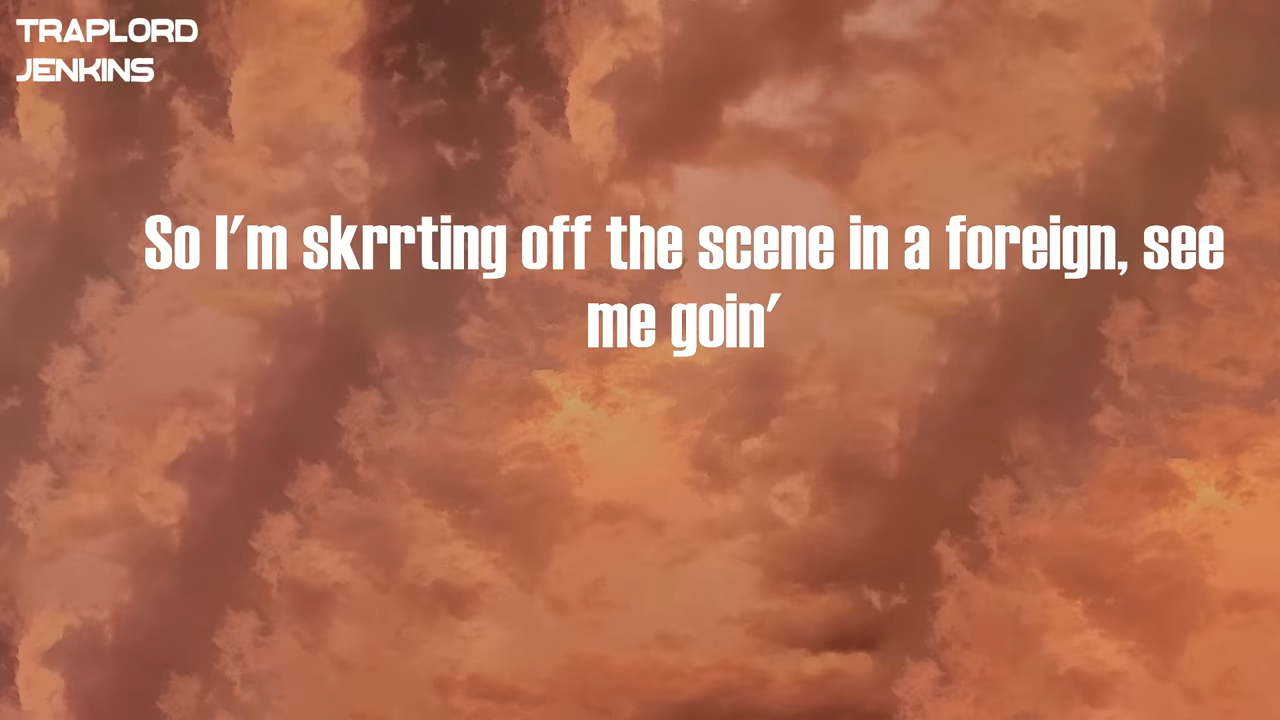 TRAPLORD
JENKINS
So I'm skrrting off the scene in a foreign, see
me goin'